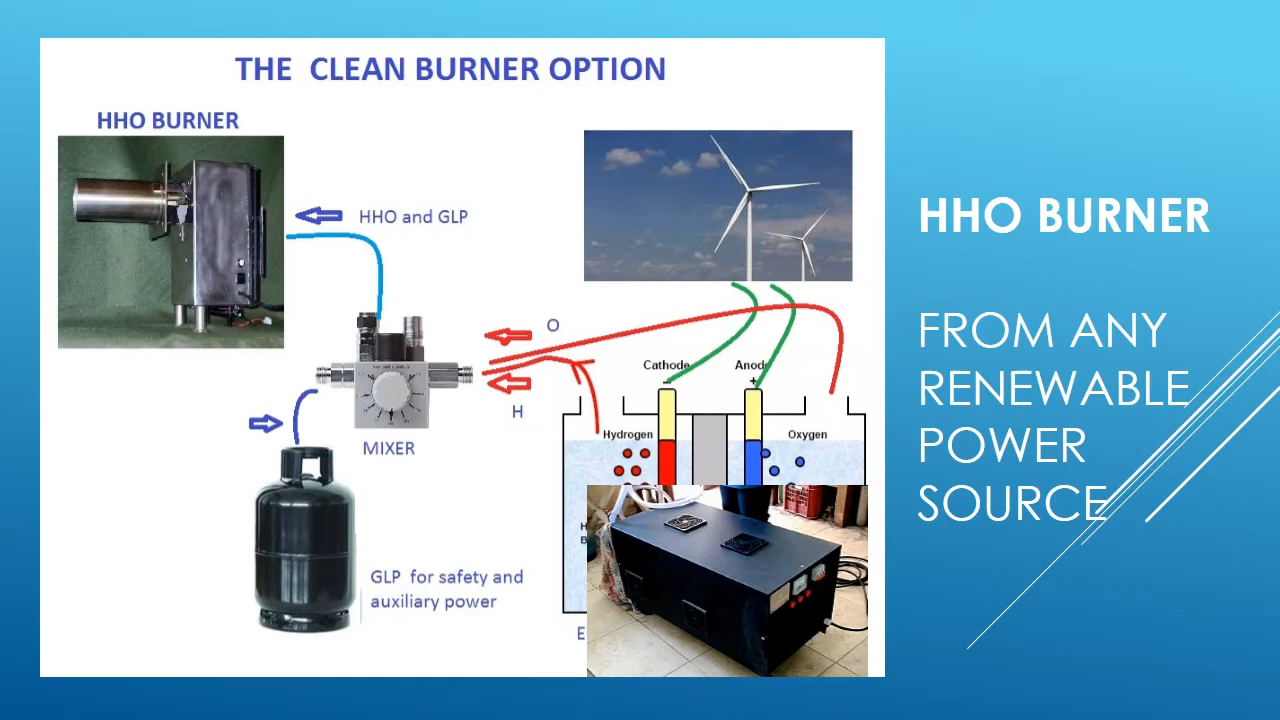 THE CLEAN BURNER OPTION
HHO BURNER
HHO and GLP
O
H
MIXER
GLP for safety and
auxiliary power
Cathode
−
Anode
+
Hydrogen
Oxygen
H
B
E
HHO BURNER
FROM ANY
RENEWABLE
POWER
SOURCE